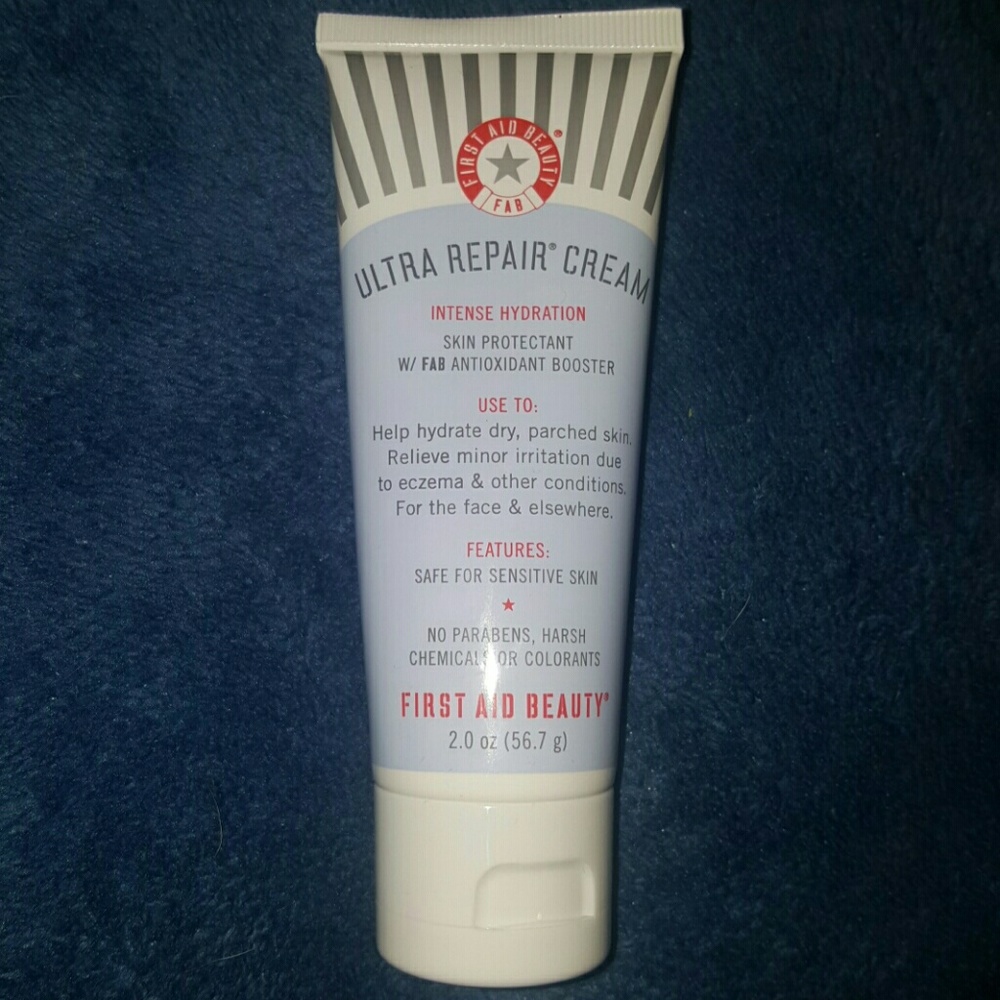 FIRST AID BEAUTY®
FAB
ULTRA REPAIR® CREAM
INTENSE HYDRATION
SKIN PROTECTANT
W/ FAB ANTIOXIDANT BOOSTER
USE TO:
Help hydrate dry, parched skin.
Relieve minor irritation due
to eczema & other conditions.
For the face & elsewhere.
FEATURES:
SAFE FOR SENSITIVE SKIN
NO PARABENS, HARSH
CHEMICALS OR COLORANTS
FIRST AID BEAUTY®
2.0 oz (56.7 g)